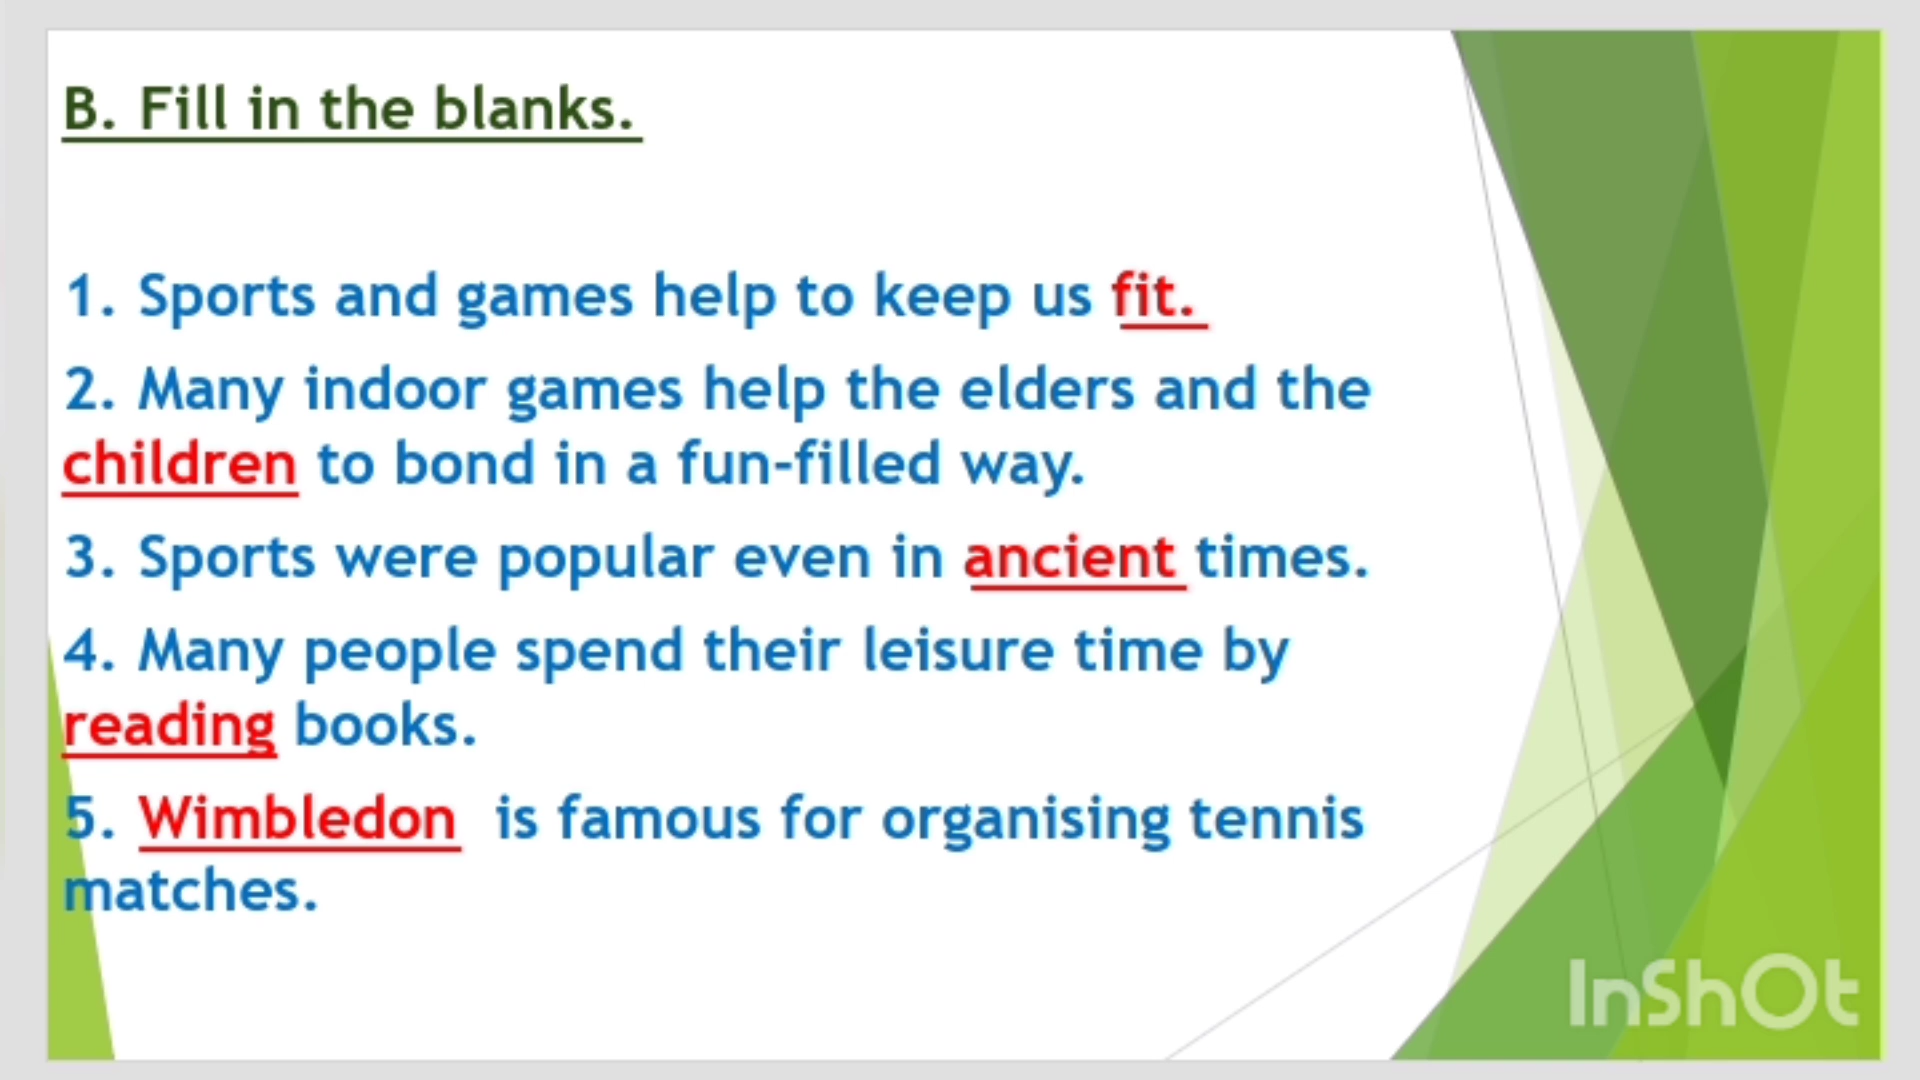 B. Fill in the blanks.
1. Sports and games help to keep us fit.
2. Many indoor games help the elders and the
children to bond in a fun-filled way.
3. Sports were popular even in ancient times.
4. Many people spend their leisure time by
reading books.
5. Wimbledon is famous for organising tennis
matches.
InShOt